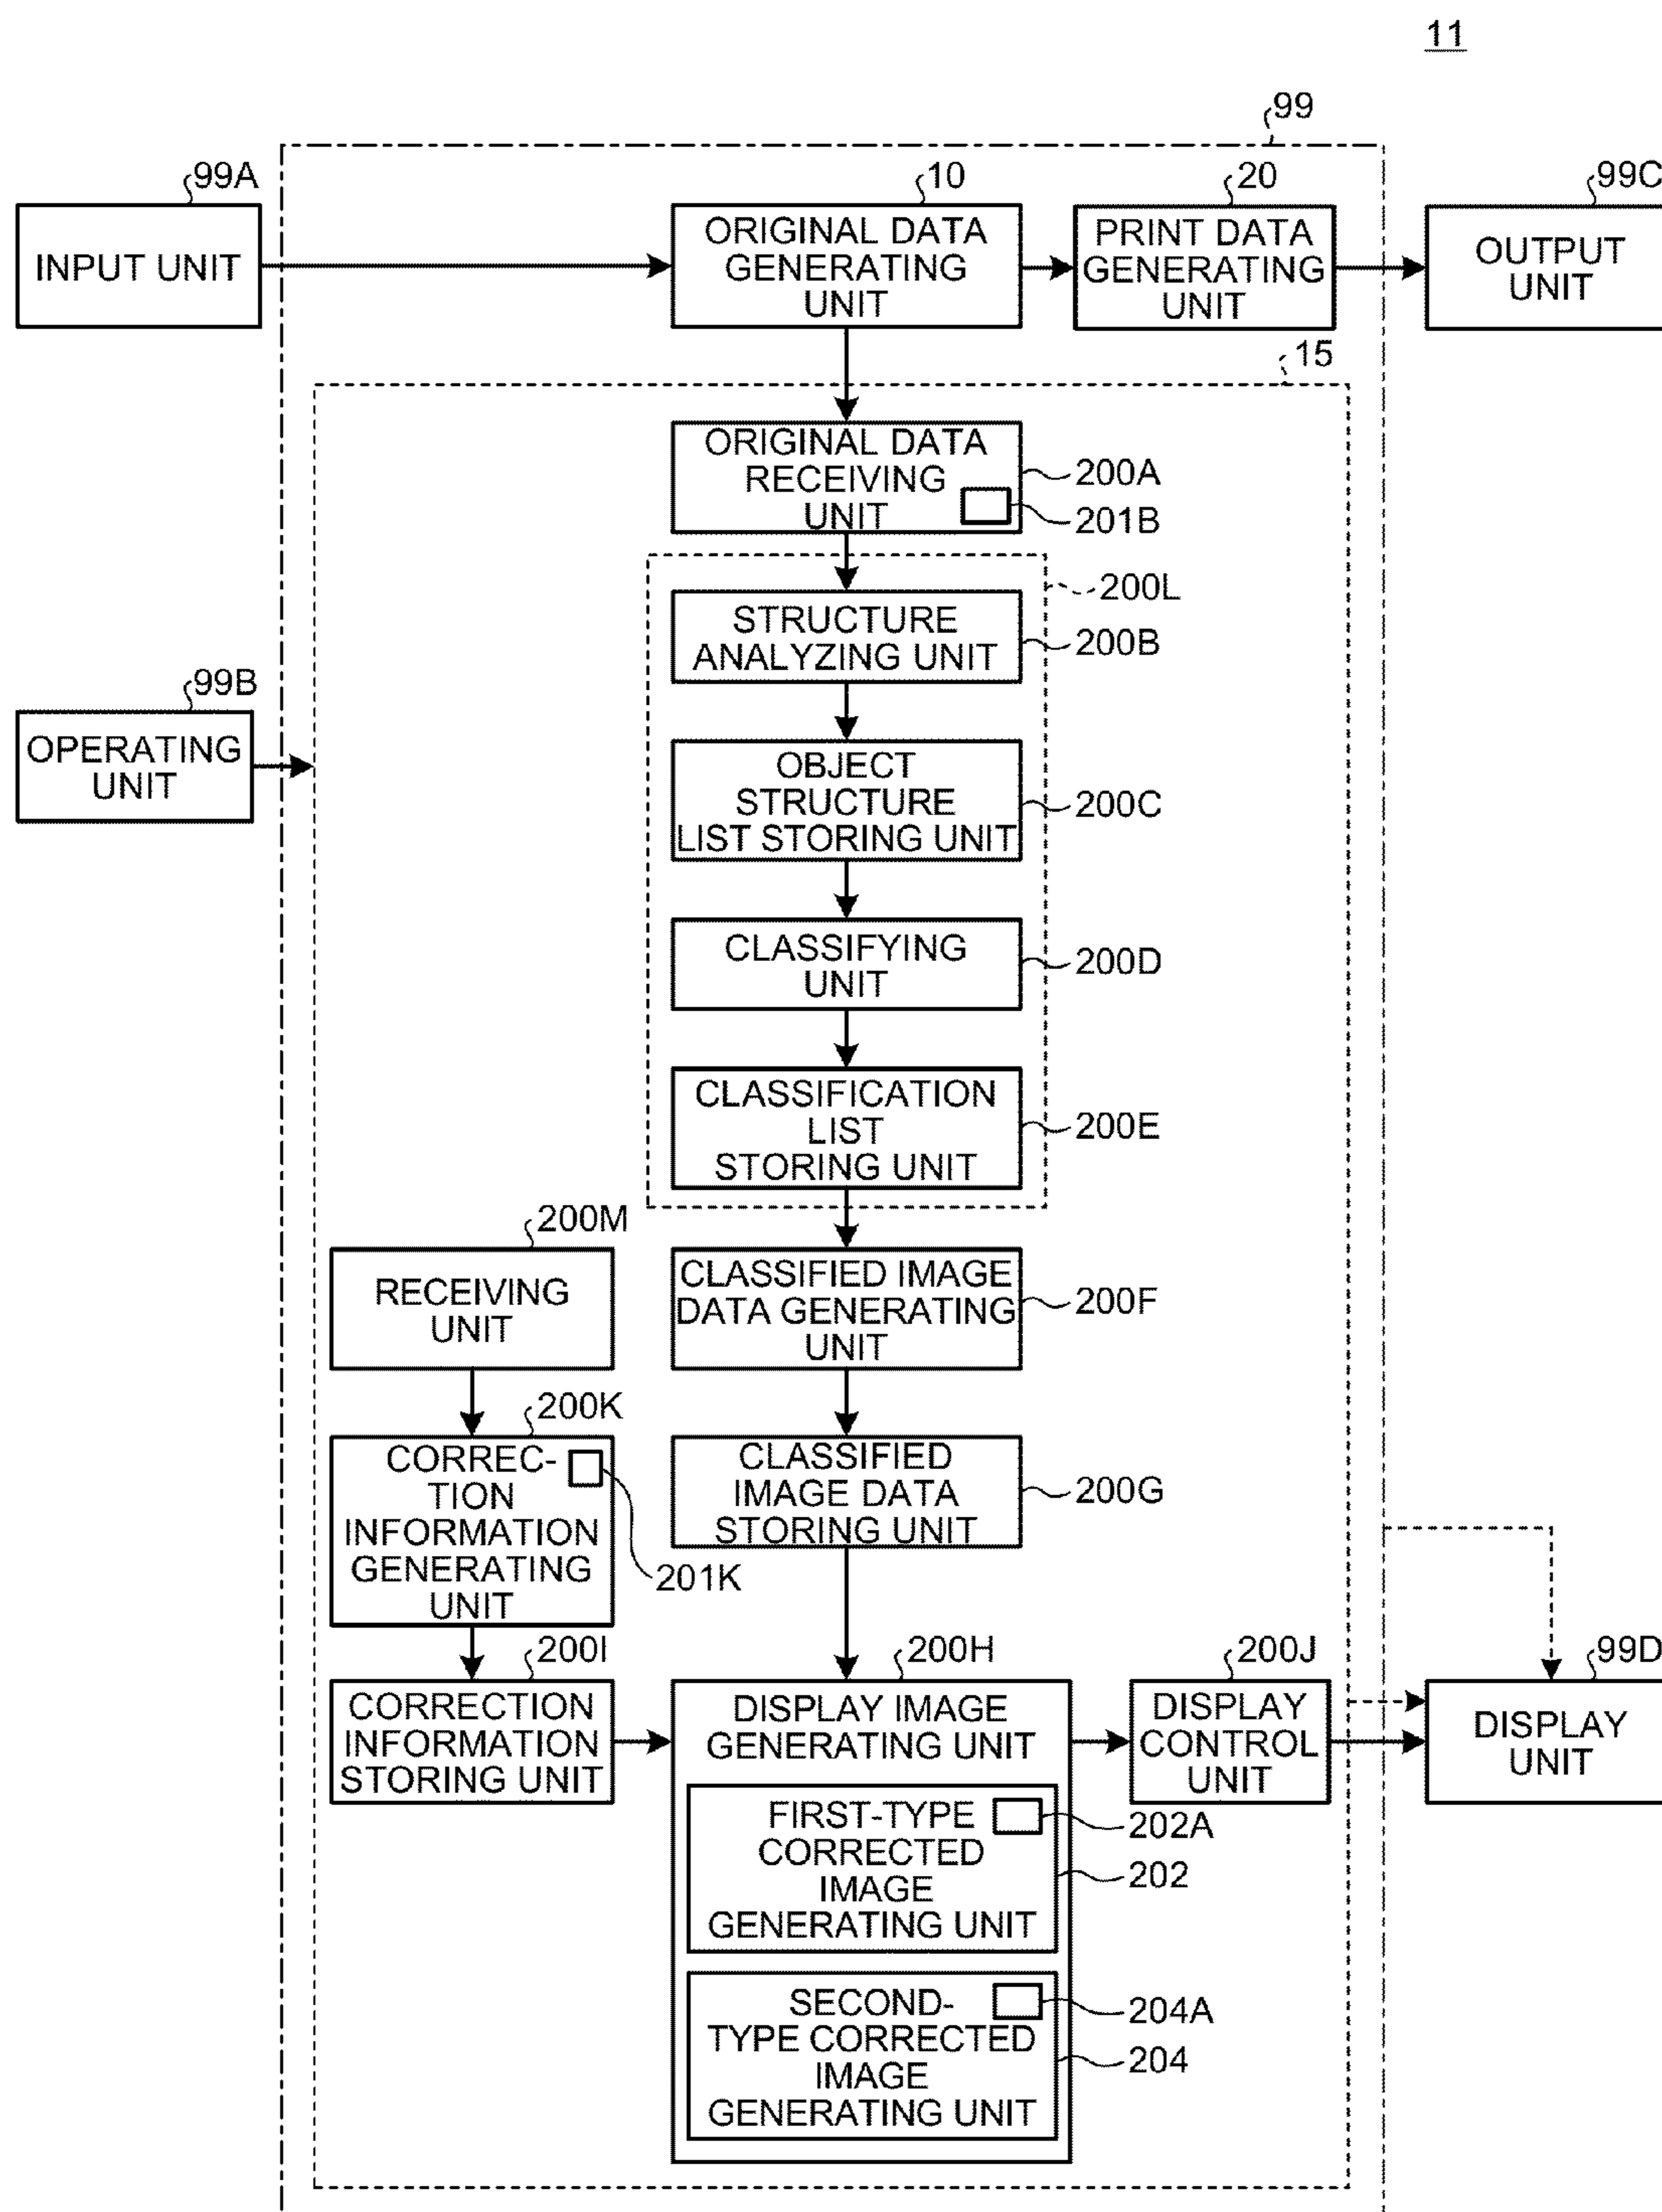 11
99
99A
10
20
99C
INPUT UNIT
ORIGINAL DATA
GENERATING
UNIT
PRINT DATA
GENERATING
UNIT
OUTPUT
UNIT
15
ORIGINAL DATA
RECEIVING
UNIT
200A
201B
200L
STRUCTURE
ANALYZING UNIT
200B
99B
OPERATING
UNIT
OBJECT
STRUCTURE
LIST STORING UNIT
200C
CLASSIFYING
UNIT
200D
CLASSIFICATION
LIST
STORING UNIT
200E
200M
RECEIVING
UNIT
CLASSIFIED IMAGE
DATA GENERATING
UNIT
200F
200K
CORREC-
TION
INFORMATION
GENERATING
UNIT
201K
CLASSIFIED
IMAGE DATA
STORING UNIT
200G
200I
200H
200J
99D
CORRECTION
INFORMATION
STORING UNIT
DISPLAY IMAGE
GENERATING UNIT
DISPLAY
CONTROL
UNIT
DISPLAY
UNIT
FIRST-TYPE
CORRECTED
IMAGE
GENERATING UNIT
202A
202
SECOND-
TYPE CORRECTED
IMAGE
GENERATING UNIT
204A
204